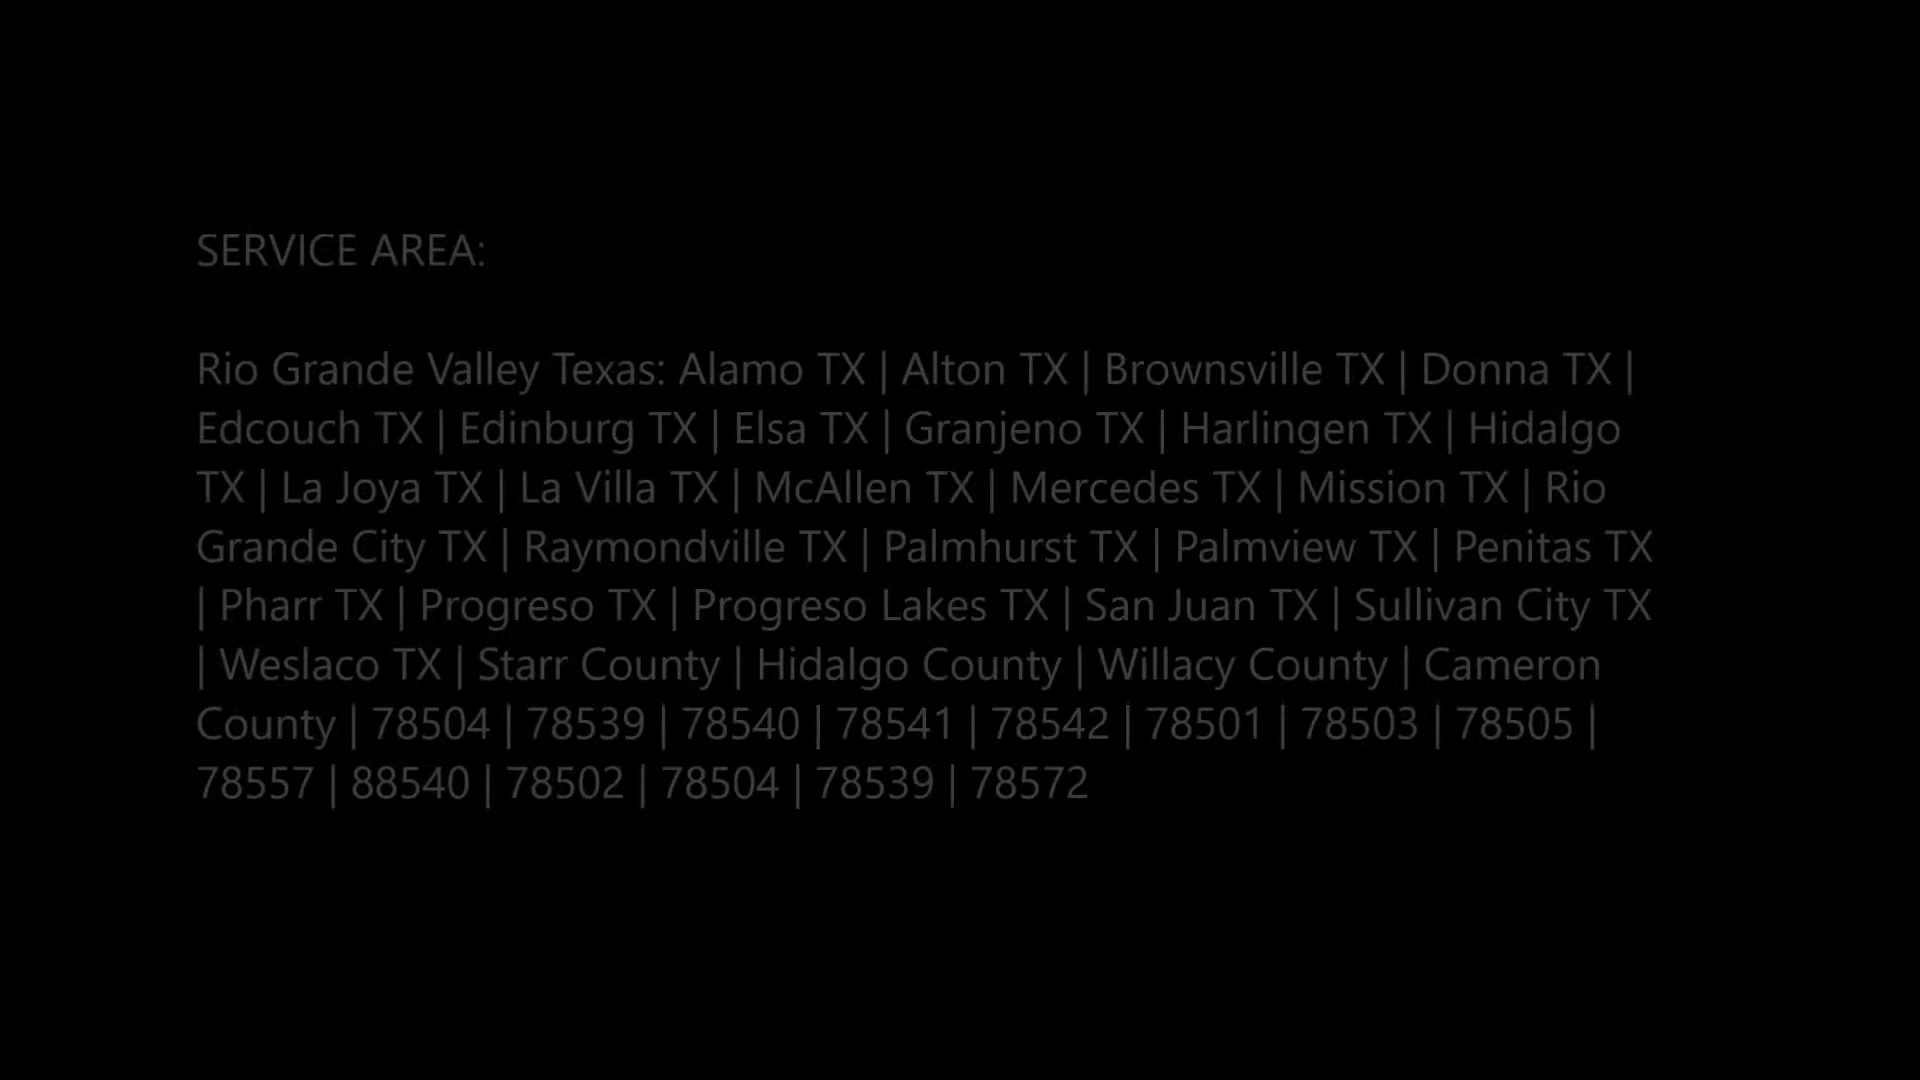 SERVICE AREA:
Rio Grande Valley Texas: Alamo TX | Alton TX | Brownsville TX | Donna TX |
Edcouch TX | Edinburg TX | Elsa TX | Granjeno TX | Harlingen TX | Hidalgo
TX | La Joya TX | La Villa TX | McAllen TX | Mercedes TX | Mission TX | Rio
Grande City TX | Raymondville TX | Palmhurst TX | Palmview TX | Penitas TX
| Pharr TX | Progreso TX | Progreso Lakes TX | San Juan TX | Sullivan City TX
| Weslaco TX | Starr County | Hidalgo County | Willacy County | Cameron
County | 78504 | 78539 | 78540 | 78541 | 78542 | 78501 | 78503 | 78505 |
78557 | 88540 | 78502 | 78504 | 78539 | 78572